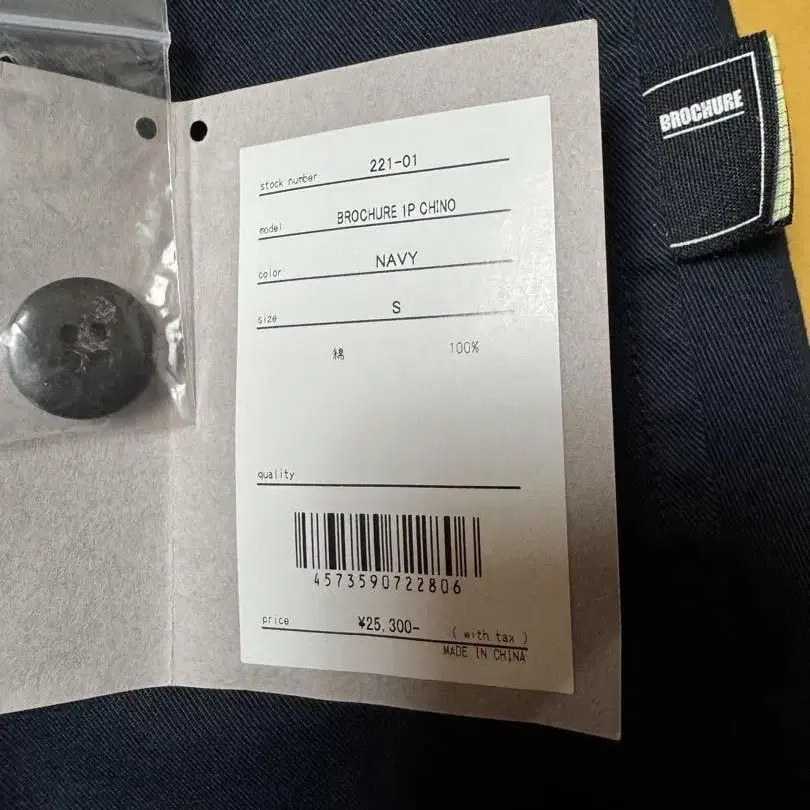 BROCHURE
stock number 221-01
model BROCHURE 1P CHINO
color NAVY
size S
綿 100%
quality
4573590722806
price ¥25,300- ( with tax )
MADE IN CHINA